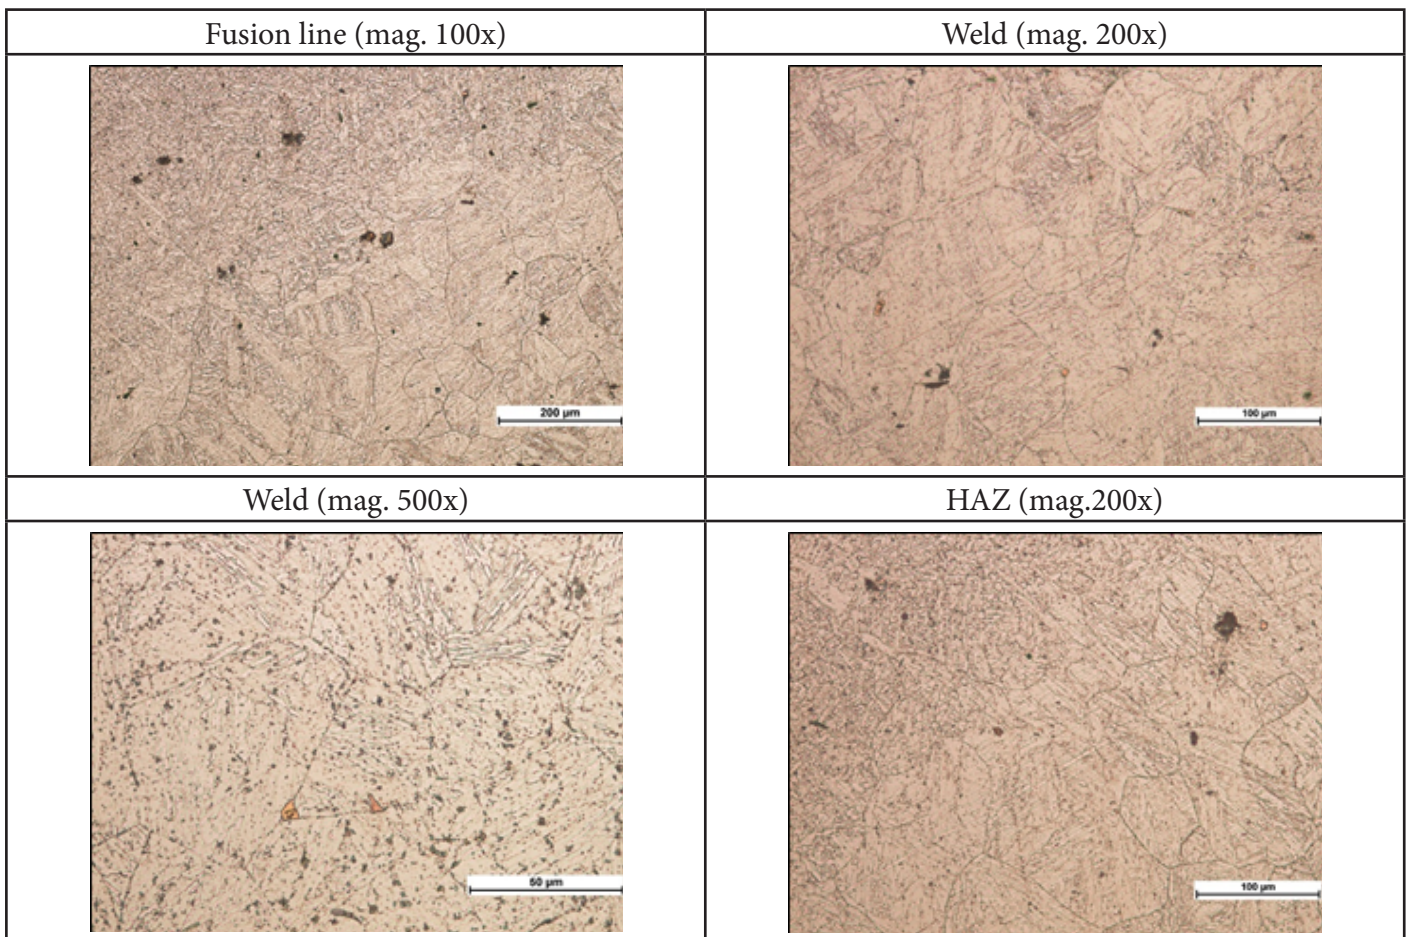 Fusion line (mag. 100x)
Weld (mag. 200x)
200 µm
100 µm
Weld (mag. 500x)
HAZ (mag.200x)
50 µm
100 µm